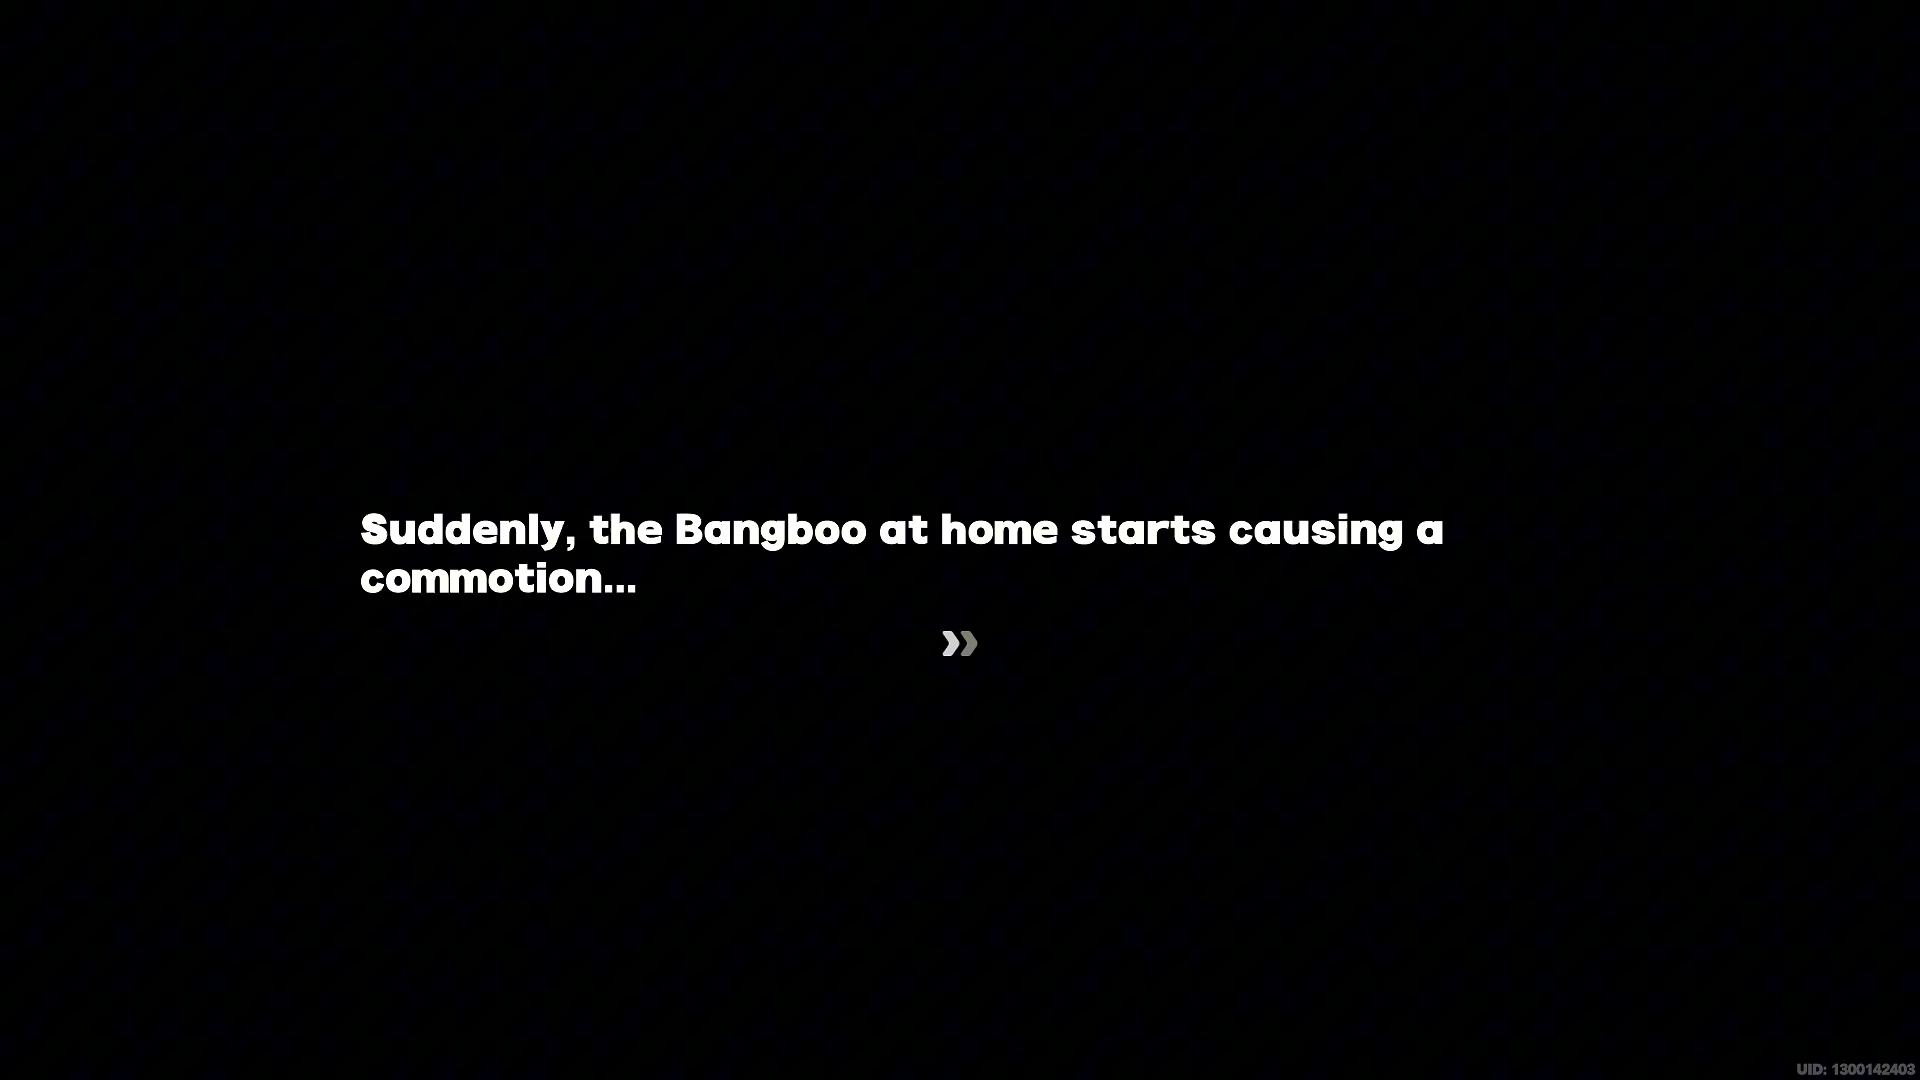 Suddenly, the Bangboo at home starts causing a
commotion...
UID: 1300142403